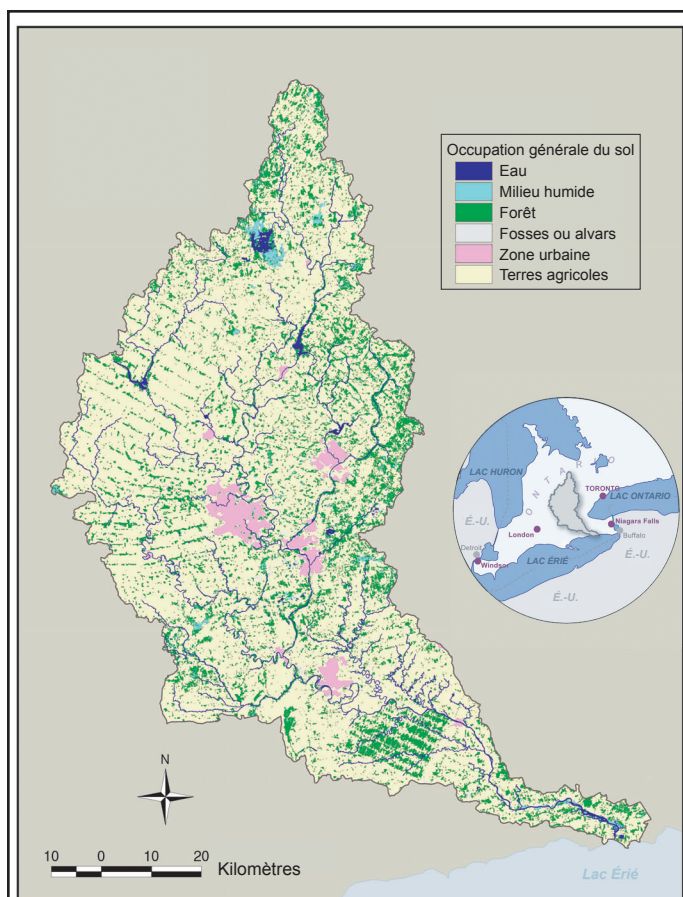 Occupation générale du sol
Eau
Milieu humide
Forêt
Fosses ou alvars
Zone urbaine
Terres agricoles
LAC HURON
ONTARIO
TORONTO
LAC ONTARIO
É.-U.
Niagara Falls
London
Buffalo
Detroit
É.-U.
Windsor
LAC ÉRIÉ
É.-U.
N
10 0 10 20 Kilomètres
Lac Érié